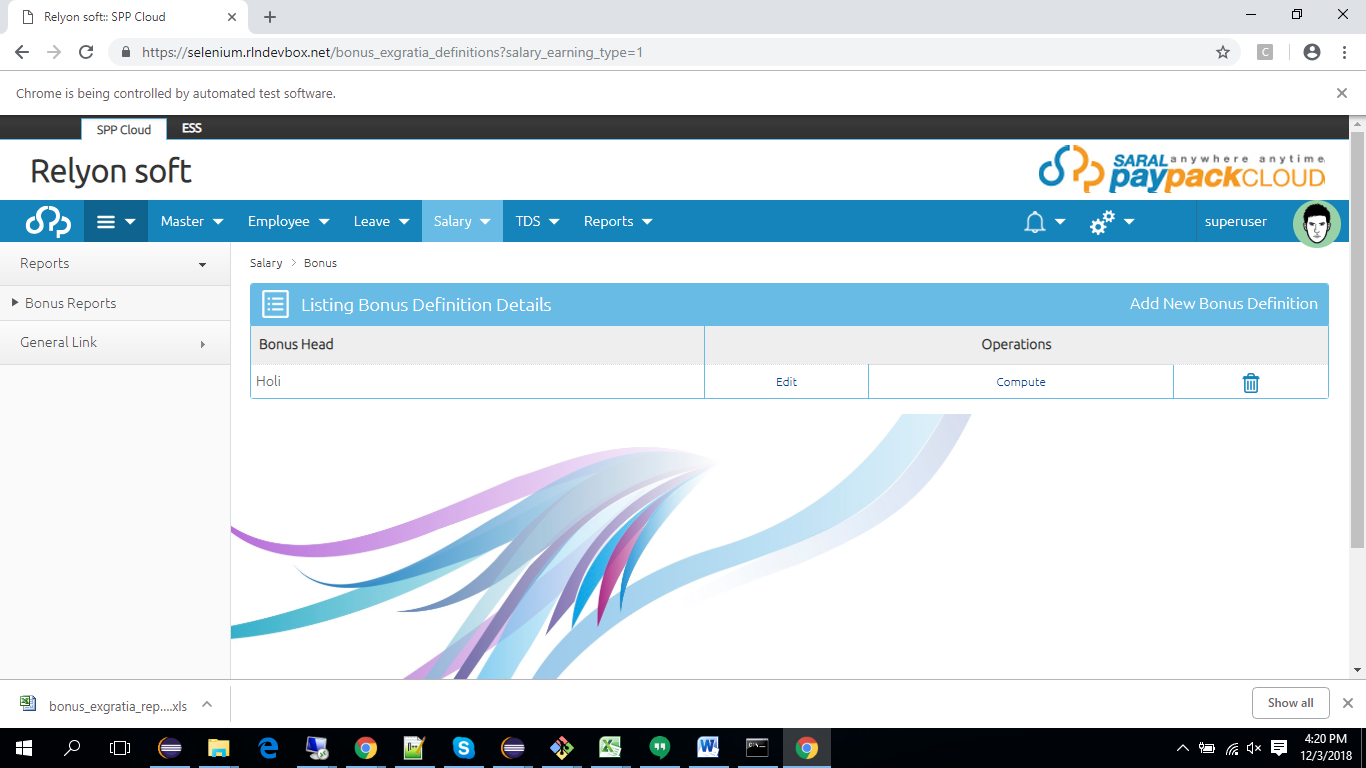 Relyon soft:: SPP Cloud
https://selenium.rlndevbox.net/bonus_exgratia_definitions?salary_earning_type=1
C
Chrome is being controlled by automated test software.
SPP Cloud ESS
Relyon soft
SARAL anywhere anytime
paypackCLOUD
Master Employee Leave Salary TDS Reports superuser
Reports
Salary > Bonus
Bonus Reports
Listing Bonus Definition Details Add New Bonus Definition
General Link
Bonus Head Operations
Holi Edit Compute
bonus_exgratia_rep....xls Show all
4:20 PM
12/3/2018